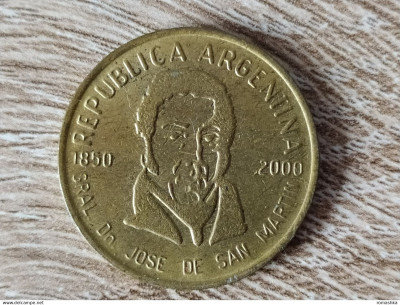 REPUBLICA ARGENTINA
1850
2000
GRAL Dn JOSE DE SAN MARTIN